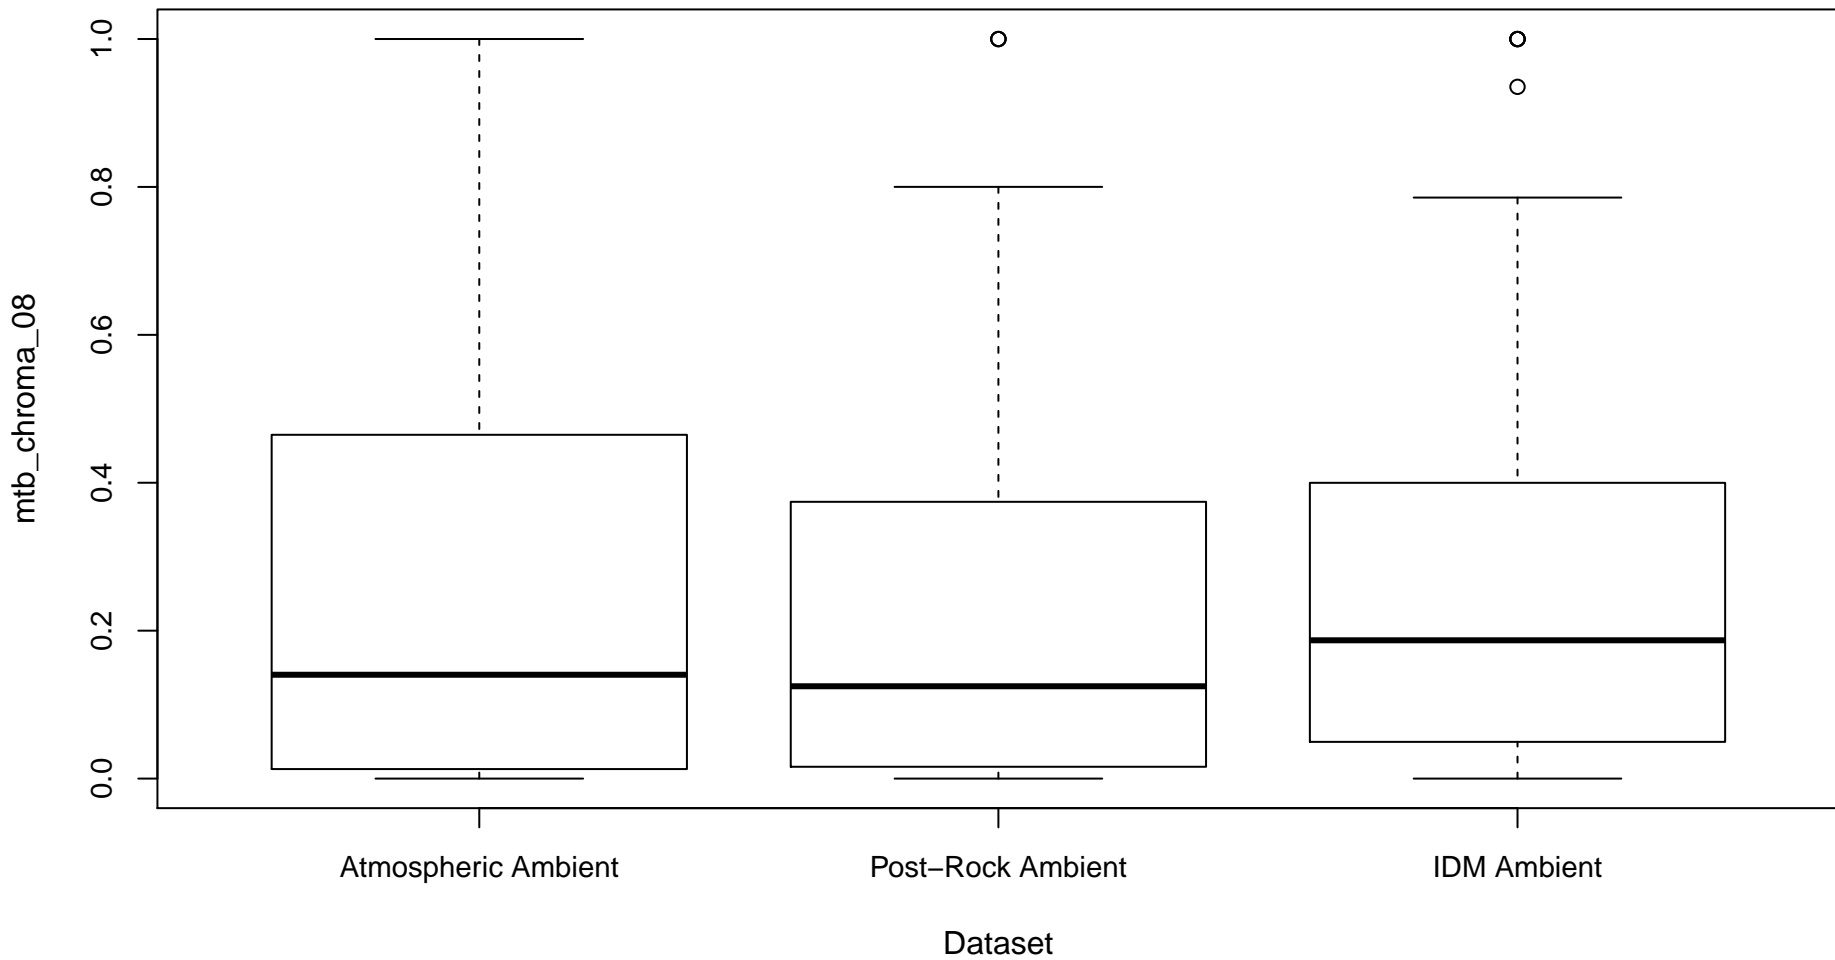 mtb_chroma_08
1.0
0.8
0.6
0.4
0.2
0.0
Atmospheric Ambient
Post−Rock Ambient
IDM Ambient
Dataset